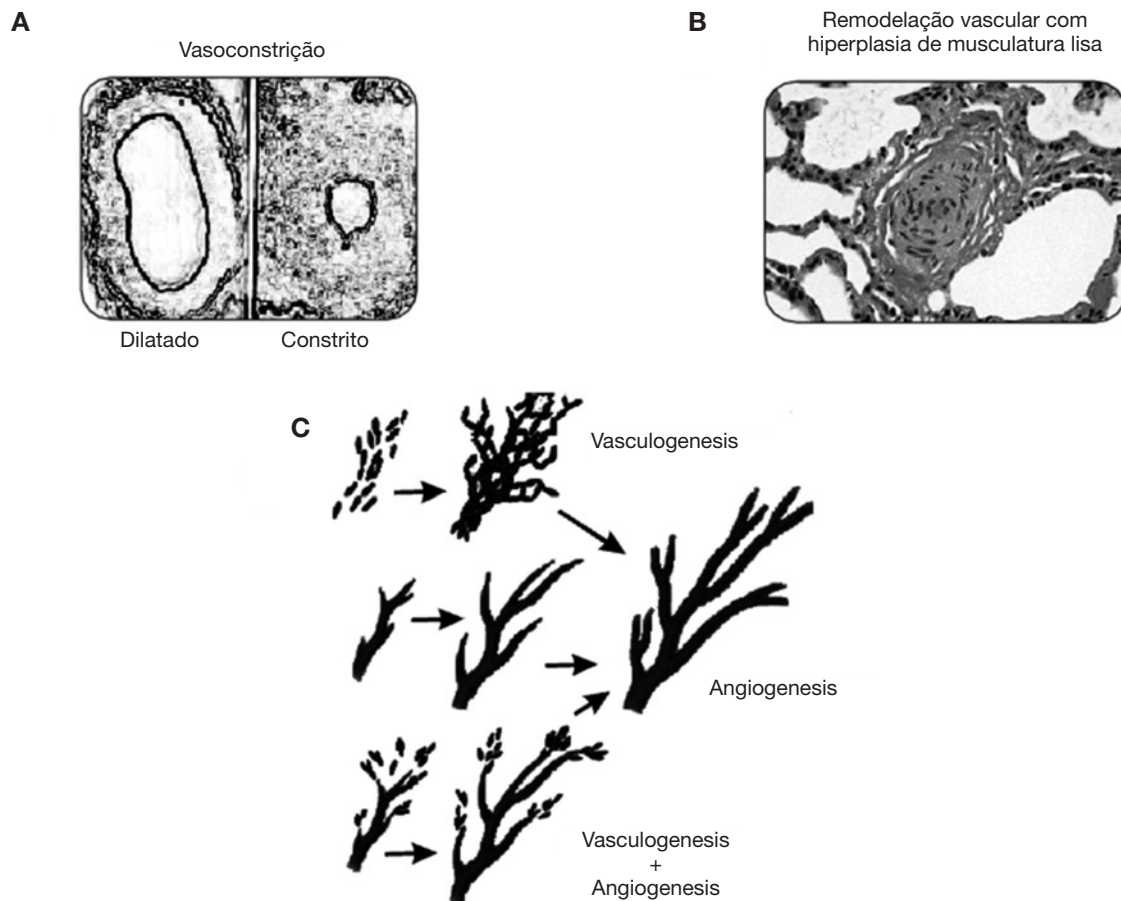 A
Vasoconstrição
Dilatado
Constrito
B
Remodelação vascular com
hiperplasia de musculatura lisa
C
Vasculogenesis
Angiogenesis
Vasculogenesis
+
Angiogenesis